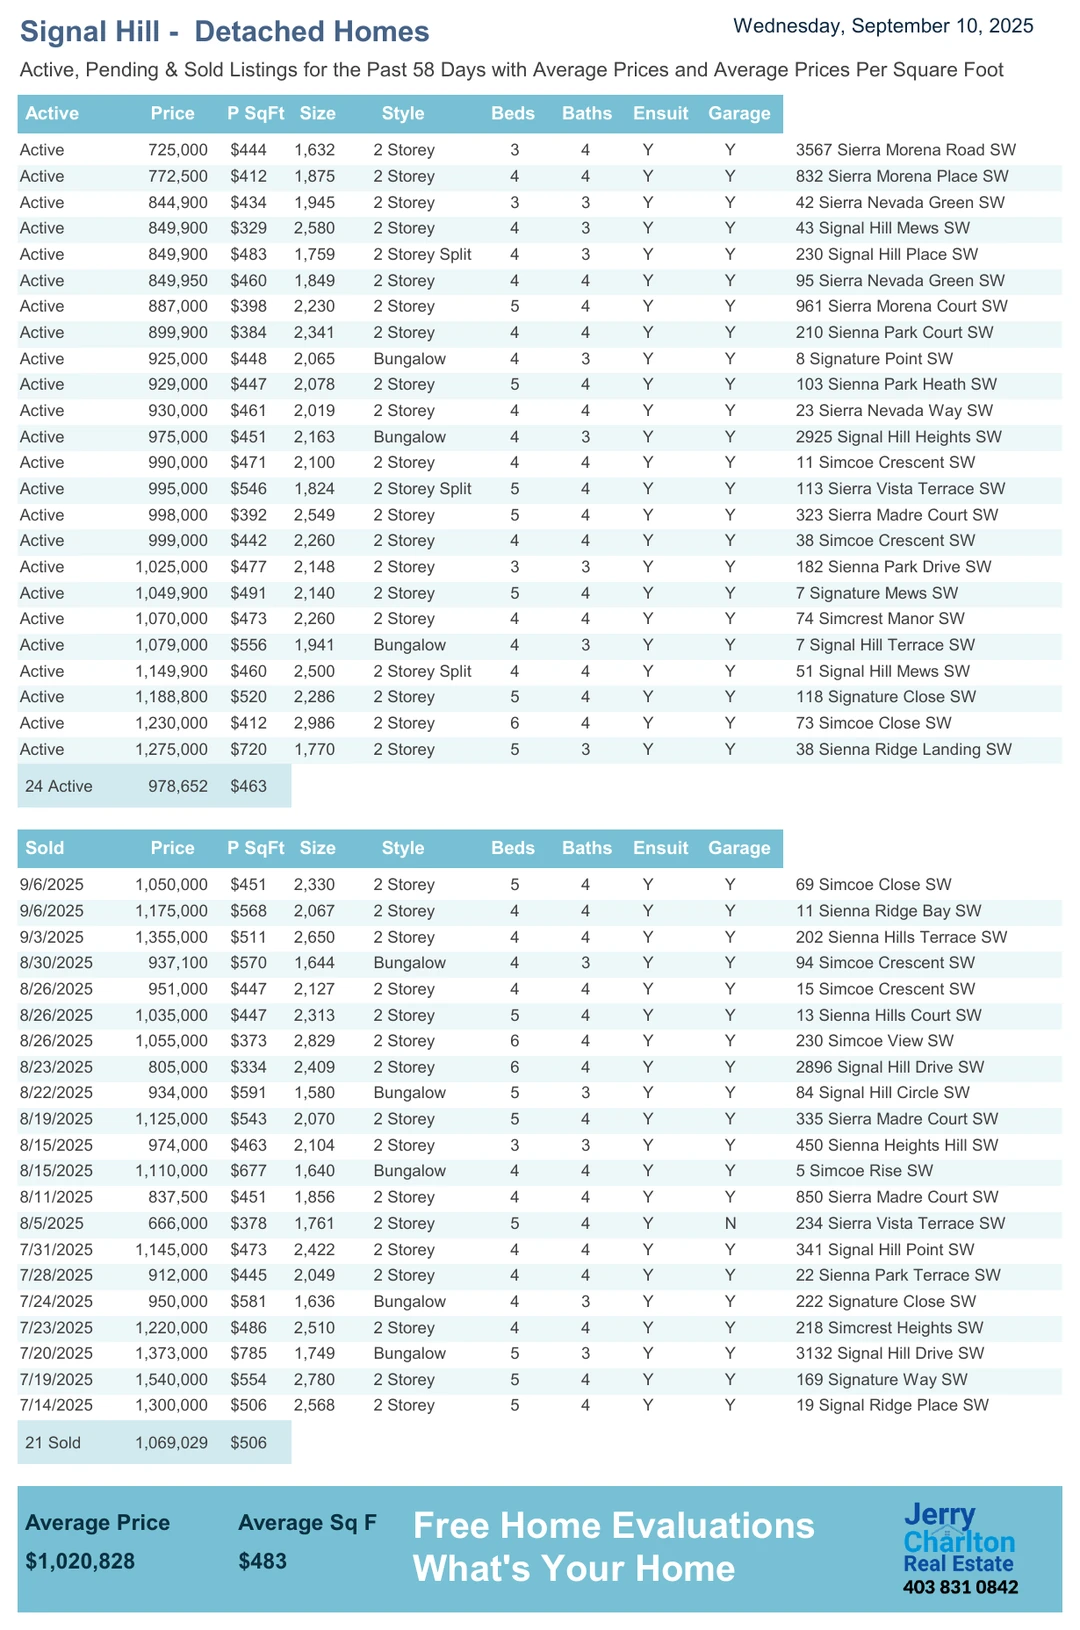 Signal Hill -  Detached Homes
Wednesday, September 10, 2025
Active, Pending & Sold Listings for the Past 58 Days with Average Prices and Average Prices Per Square Foot
Active Price P SqFt Size Style Beds Baths Ensuit Garage
Active 725,000 $444 1,632 2 Storey 3 4 Y Y 3567 Sierra Morena Road SW
Active 772,500 $412 1,875 2 Storey 4 4 Y Y 832 Sierra Morena Place SW
Active 844,900 $434 1,945 2 Storey 3 3 Y Y 42 Sierra Nevada Green SW
Active 849,900 $329 2,580 2 Storey 4 3 Y Y 43 Signal Hill Mews SW
Active 849,900 $483 1,759 2 Storey Split 4 3 Y Y 230 Signal Hill Place SW
Active 849,950 $460 1,849 2 Storey 4 4 Y Y 95 Sierra Nevada Green SW
Active 887,000 $398 2,230 2 Storey 5 4 Y Y 961 Sierra Morena Court SW
Active 899,900 $384 2,341 2 Storey 4 4 Y Y 210 Sienna Park Court SW
Active 925,000 $448 2,065 Bungalow 4 3 Y Y 8 Signature Point SW
Active 929,000 $447 2,078 2 Storey 5 4 Y Y 103 Sienna Park Heath SW
Active 930,000 $461 2,019 2 Storey 4 4 Y Y 23 Sierra Nevada Way SW
Active 975,000 $451 2,163 Bungalow 4 3 Y Y 2925 Signal Hill Heights SW
Active 990,000 $471 2,100 2 Storey 4 4 Y Y 11 Simcoe Crescent SW
Active 995,000 $546 1,824 2 Storey Split 5 4 Y Y 113 Sierra Vista Terrace SW
Active 998,000 $392 2,549 2 Storey 5 4 Y Y 323 Sierra Madre Court SW
Active 999,000 $442 2,260 2 Storey 4 4 Y Y 38 Simcoe Crescent SW
Active 1,025,000 $477 2,148 2 Storey 3 3 Y Y 182 Sienna Park Drive SW
Active 1,049,900 $491 2,140 2 Storey 5 4 Y Y 7 Signature Mews SW
Active 1,070,000 $473 2,260 2 Storey 4 4 Y Y 74 Simcrest Manor SW
Active 1,079,000 $556 1,941 Bungalow 4 3 Y Y 7 Signal Hill Terrace SW
Active 1,149,900 $460 2,500 2 Storey Split 4 4 Y Y 51 Signal Hill Mews SW
Active 1,188,800 $520 2,286 2 Storey 5 4 Y Y 118 Signature Close SW
Active 1,230,000 $412 2,986 2 Storey 6 4 Y Y 73 Simcoe Close SW
Active 1,275,000 $720 1,770 2 Storey 5 3 Y Y 38 Sienna Ridge Landing SW
24 Active 978,652 $463
Sold Price P SqFt Size Style Beds Baths Ensuit Garage
9/6/2025 1,050,000 $451 2,330 2 Storey 5 4 Y Y 69 Simcoe Close SW
9/6/2025 1,175,000 $568 2,067 2 Storey 4 4 Y Y 11 Sienna Ridge Bay SW
9/3/2025 1,355,000 $511 2,650 2 Storey 4 4 Y Y 202 Sienna Hills Terrace SW
8/30/2025 937,100 $570 1,644 Bungalow 4 3 Y Y 94 Simcoe Crescent SW
8/26/2025 951,000 $447 2,127 2 Storey 4 4 Y Y 15 Simcoe Crescent SW
8/26/2025 1,035,000 $447 2,313 2 Storey 5 4 Y Y 13 Sienna Hills Court SW
8/26/2025 1,055,000 $373 2,829 2 Storey 6 4 Y Y 230 Simcoe View SW
8/23/2025 805,000 $334 2,409 2 Storey 6 4 Y Y 2896 Signal Hill Drive SW
8/22/2025 934,000 $591 1,580 Bungalow 5 3 Y Y 84 Signal Hill Circle SW
8/19/2025 1,125,000 $543 2,070 2 Storey 5 4 Y Y 335 Sierra Madre Court SW
8/15/2025 974,000 $463 2,104 2 Storey 3 3 Y Y 450 Sienna Heights Hill SW
8/15/2025 1,110,000 $677 1,640 Bungalow 4 4 Y Y 5 Simcoe Rise SW
8/11/2025 837,500 $451 1,856 2 Storey 4 4 Y Y 850 Sierra Madre Court SW
8/5/2025 666,000 $378 1,761 2 Storey 5 4 Y N 234 Sierra Vista Terrace SW
7/31/2025 1,145,000 $473 2,422 2 Storey 4 4 Y Y 341 Signal Hill Point SW
7/28/2025 912,000 $445 2,049 2 Storey 4 4 Y Y 22 Sienna Park Terrace SW
7/24/2025 950,000 $581 1,636 Bungalow 4 3 Y Y 222 Signature Close SW
7/23/2025 1,220,000 $486 2,510 2 Storey 4 4 Y Y 218 Simcrest Heights SW
7/20/2025 1,373,000 $785 1,749 Bungalow 5 3 Y Y 3132 Signal Hill Drive SW
7/19/2025 1,540,000 $554 2,780 2 Storey 5 4 Y Y 169 Signature Way SW
7/14/2025 1,300,000 $506 2,568 2 Storey 5 4 Y Y 19 Signal Ridge Place SW
21 Sold 1,069,029 $506
Average Price Average Sq F
$1,020,828 $483
Free Home Evaluations
What's Your Home
Jerry
Charlton
Real Estate
403 831 0842